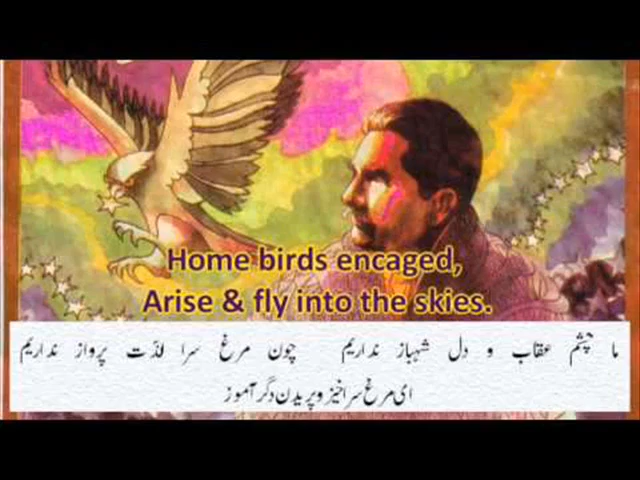 Home birds encaged,
Arise & fly into the skies.
ما چشم عقاب و دل شہباز نداریم چون مرغ سرا لذّت پرواز نداریم
ای مرغ سرا خیز و پریدن دگر آموز